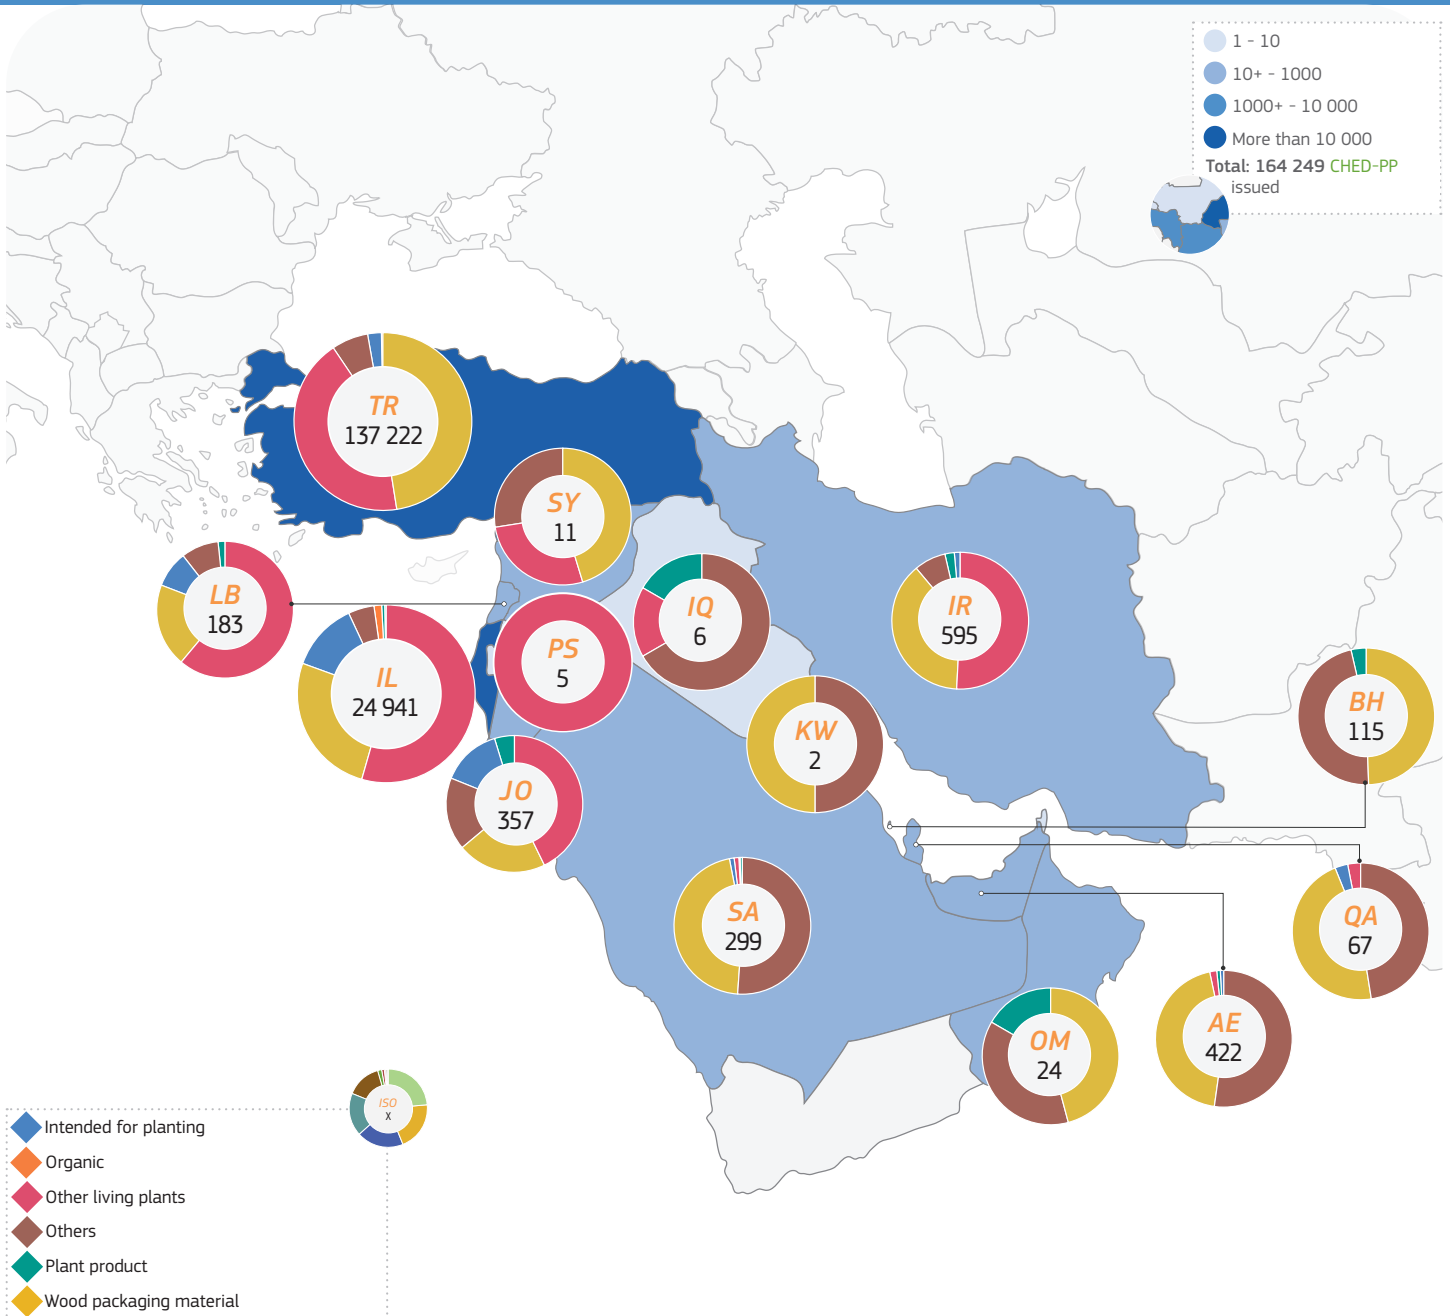 1 - 10
10+ - 1000
1000+ - 10 000
More than 10 000
Total: 164 249 CHED-PP
issued
TR
137 222
SY
11
LB
183
IQ
6
IR
595
PS
5
IL
24 941
KW
2
BH
115
JO
357
SA
299
QA
67
OM
24
AE
422
ISO
X
Intended for planting
Organic
Other living plants
Others
Plant product
Wood packaging material